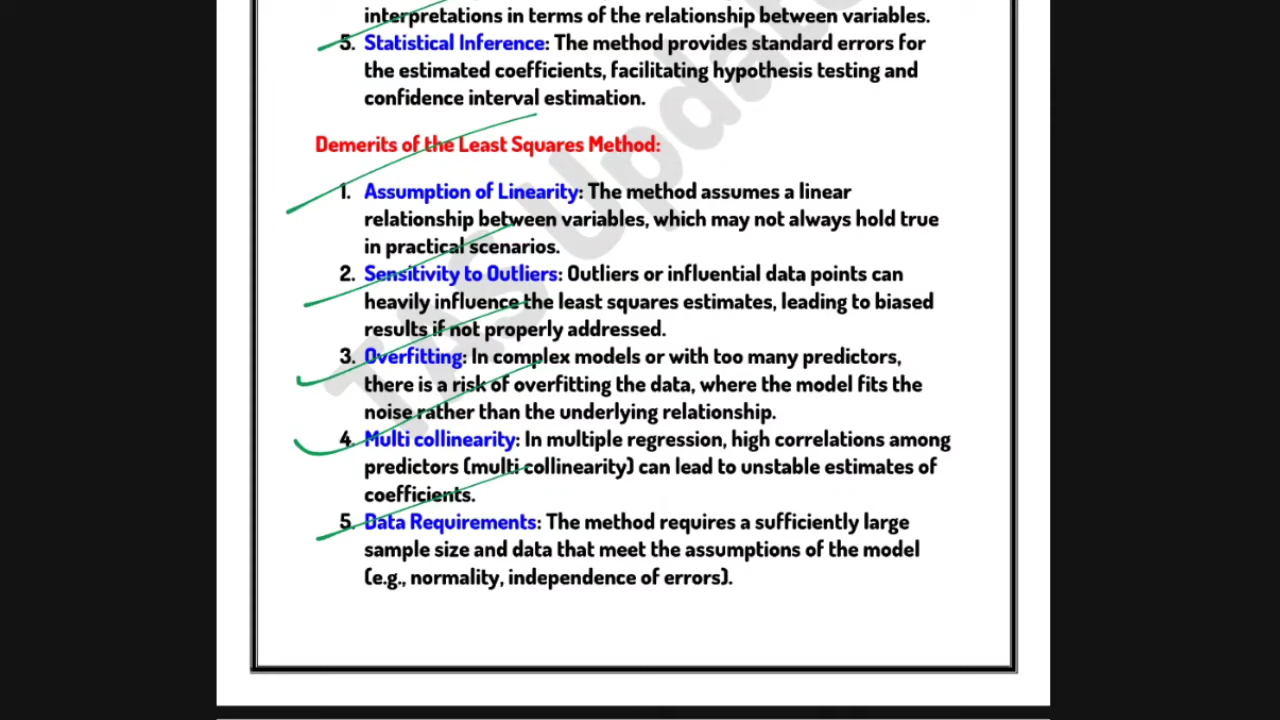 interpretations in terms of the relationship between variables.
5. Statistical Inference: The method provides standard errors for
the estimated coefficients, facilitating hypothesis testing and
confidence interval estimation.
Demerits of the Least Squares Method:
1. Assumption of Linearity: The method assumes a linear
relationship between variables, which may not always hold true
in practical scenarios.
2. Sensitivity to Outliers: Outliers or influential data points can
heavily influence the least squares estimates, leading to biased
results if not properly addressed.
3. Overfitting: In complex models or with too many predictors,
there is a risk of overfitting the data, where the model fits the
noise rather than the underlying relationship.
4. Multi collinearity: In multiple regression, high correlations among
predictors (multi collinearity) can lead to unstable estimates of
coefficients.
5. Data Requirements: The method requires a sufficiently large
sample size and data that meet the assumptions of the model
(e.g., normality, independence of errors).
TAS Updat